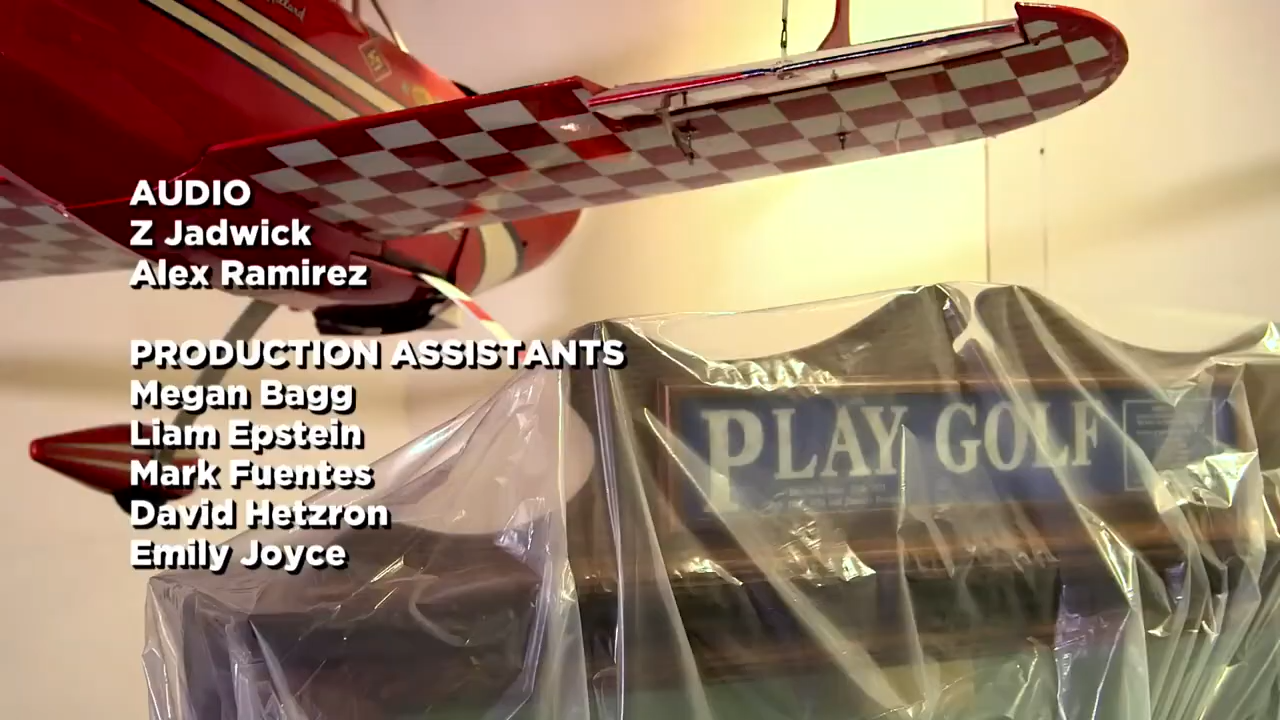 AUDIO
Z Jadwick
Alex Ramirez
PRODUCTION ASSISTANTS
Megan Bagg
Liam Epstein
Mark Fuentes
David Hetzron
Emily Joyce
PLAY GOLF